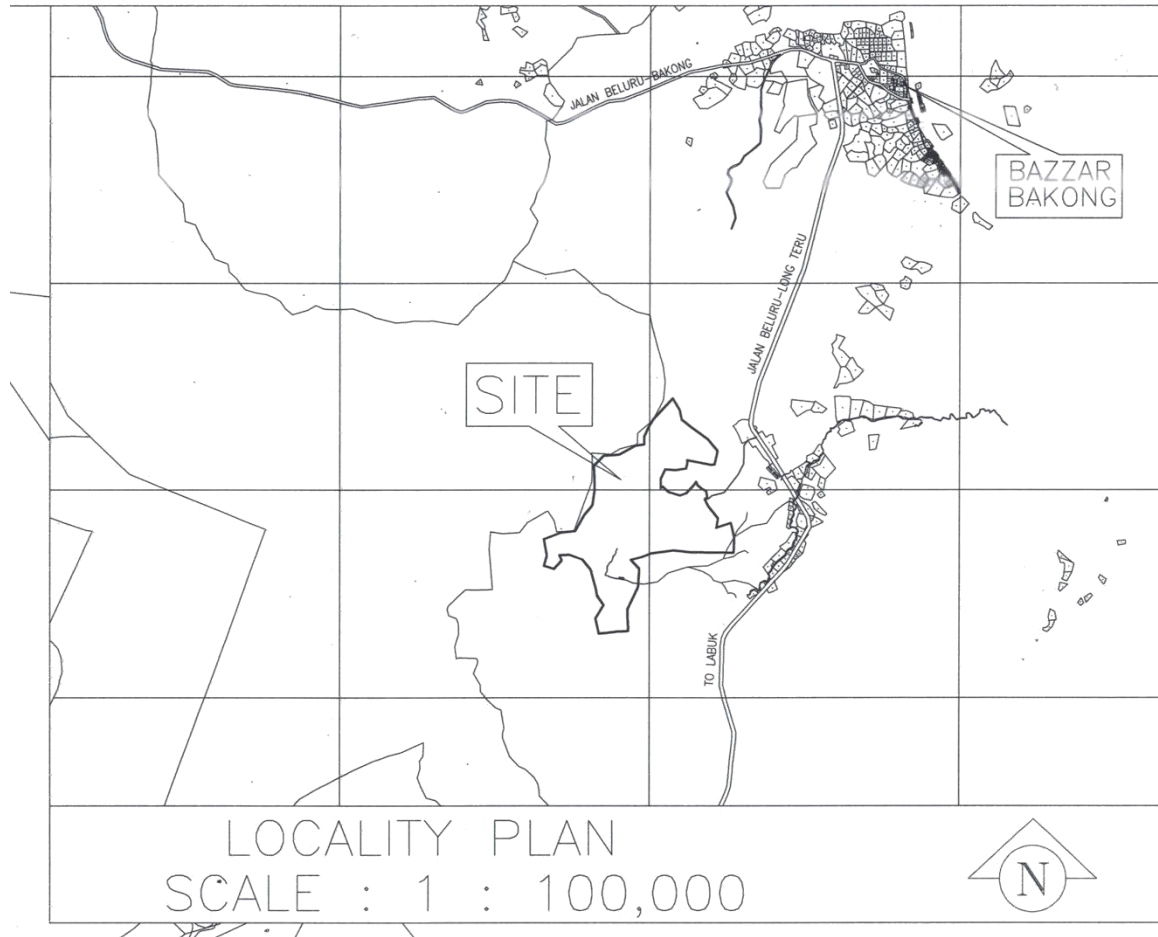 JALAN BELURU-BAKONG
BAZZAR
BAKONG
JALAN BELURU-LONG TERU
SITE
TO LABUK
LOCALITY PLAN
SCALE : 1 : 100,000
N